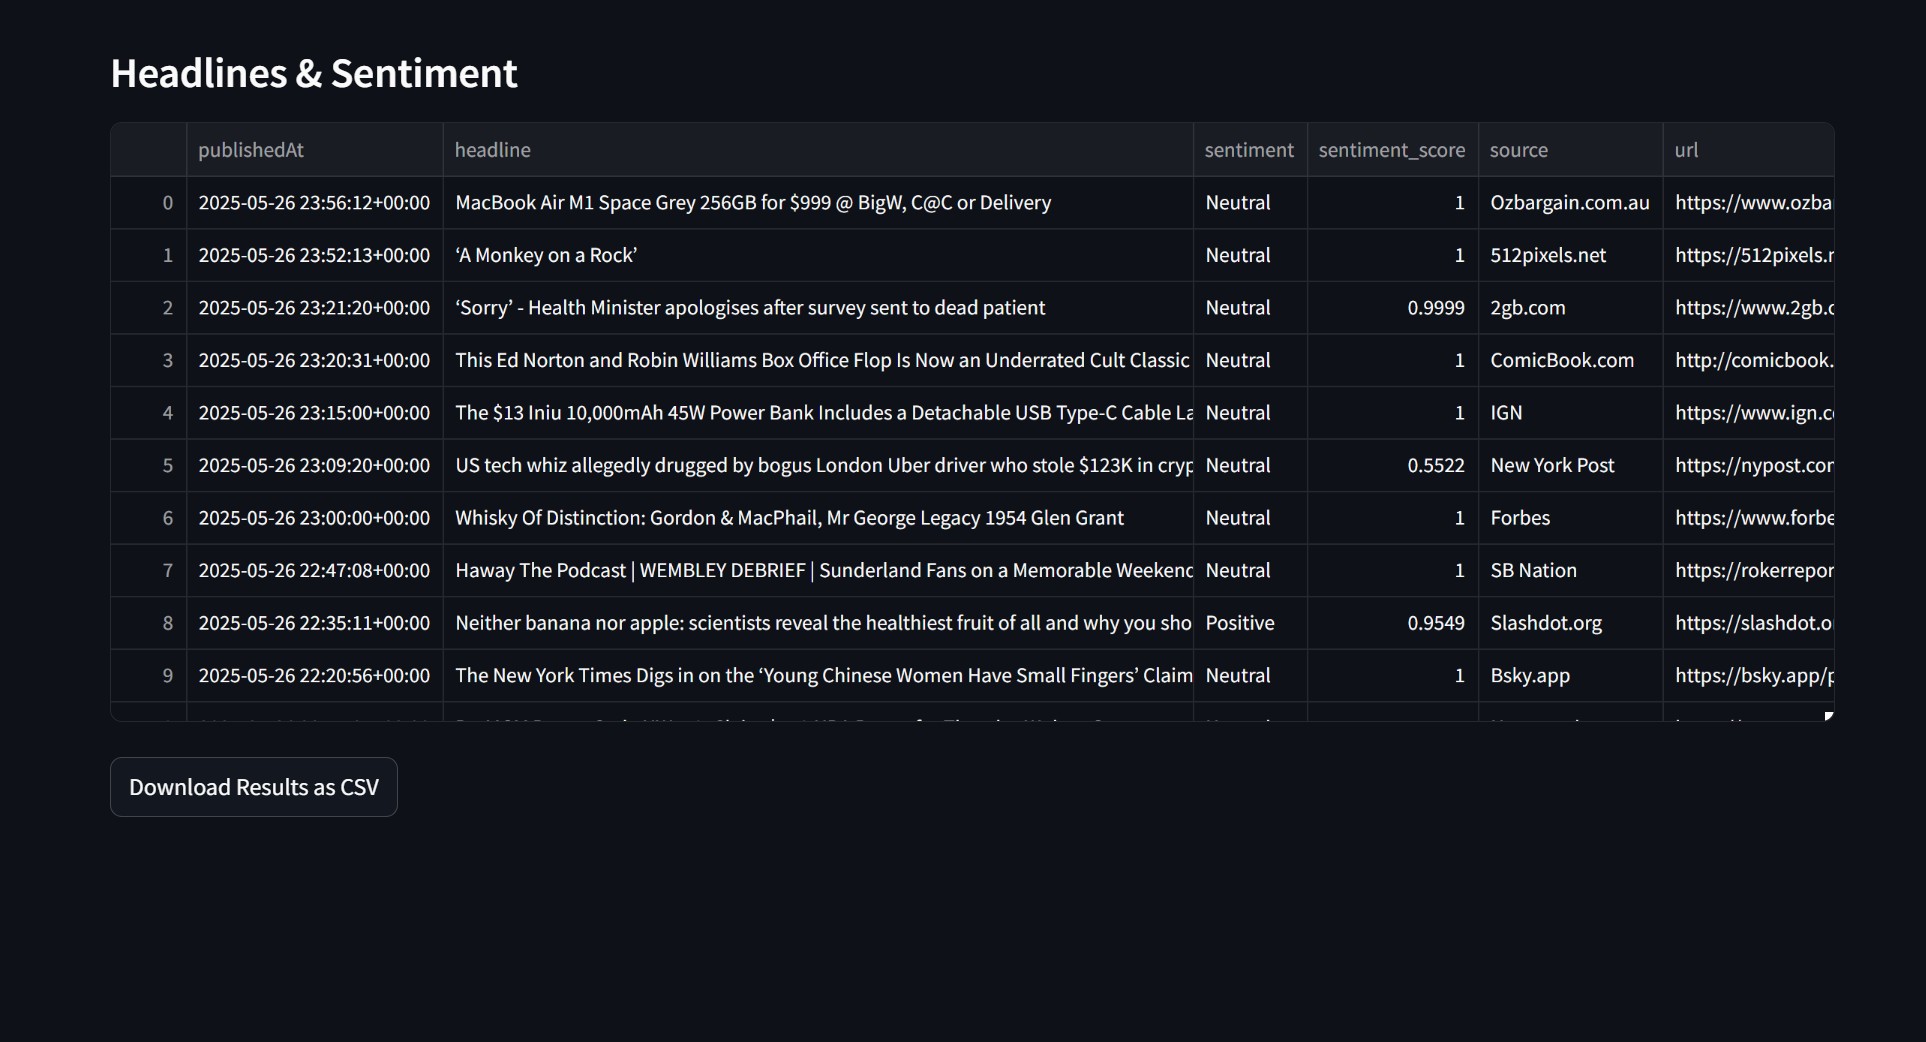 Headlines & Sentiment
publishedAt headline sentiment sentiment_score source url
0 2025-05-26 23:56:12+00:00 MacBook Air M1 Space Grey 256GB for $999 @ BigW, C@C or Delivery Neutral 1 Ozbargain.com.au https://www.ozba
1 2025-05-26 23:52:13+00:00 ‘A Monkey on a Rock’ Neutral 1 512pixels.net https://512pixels.r
2 2025-05-26 23:21:20+00:00 ‘Sorry’ - Health Minister apologises after survey sent to dead patient Neutral 0.9999 2gb.com https://www.2gb.c
3 2025-05-26 23:20:31+00:00 This Ed Norton and Robin Williams Box Office Flop Is Now an Underrated Cult Classic Neutral 1 ComicBook.com http://comicbook.
4 2025-05-26 23:15:00+00:00 The $13 Iniu 10,000mAh 45W Power Bank Includes a Detachable USB Type-C Cable La Neutral 1 IGN https://www.ign.c
5 2025-05-26 23:09:20+00:00 US tech whiz allegedly drugged by bogus London Uber driver who stole $123K in cryp Neutral 0.5522 New York Post https://nypost.cor
6 2025-05-26 23:00:00+00:00 Whisky Of Distinction: Gordon & MacPhail, Mr George Legacy 1954 Glen Grant Neutral 1 Forbes https://www.forbe
7 2025-05-26 22:47:08+00:00 Haway The Podcast | WEMBLEY DEBRIEF | Sunderland Fans on a Memorable Weekend Neutral 1 SB Nation https://rokerrepor
8 2025-05-26 22:35:11+00:00 Neither banana nor apple: scientists reveal the healthiest fruit of all and why you sho Positive 0.9549 Slashdot.org https://slashdot.o
9 2025-05-26 22:20:56+00:00 The New York Times Digs in on the ‘Young Chinese Women Have Small Fingers’ Claim Neutral 1 Bsky.app https://bsky.app/p
Download Results as CSV